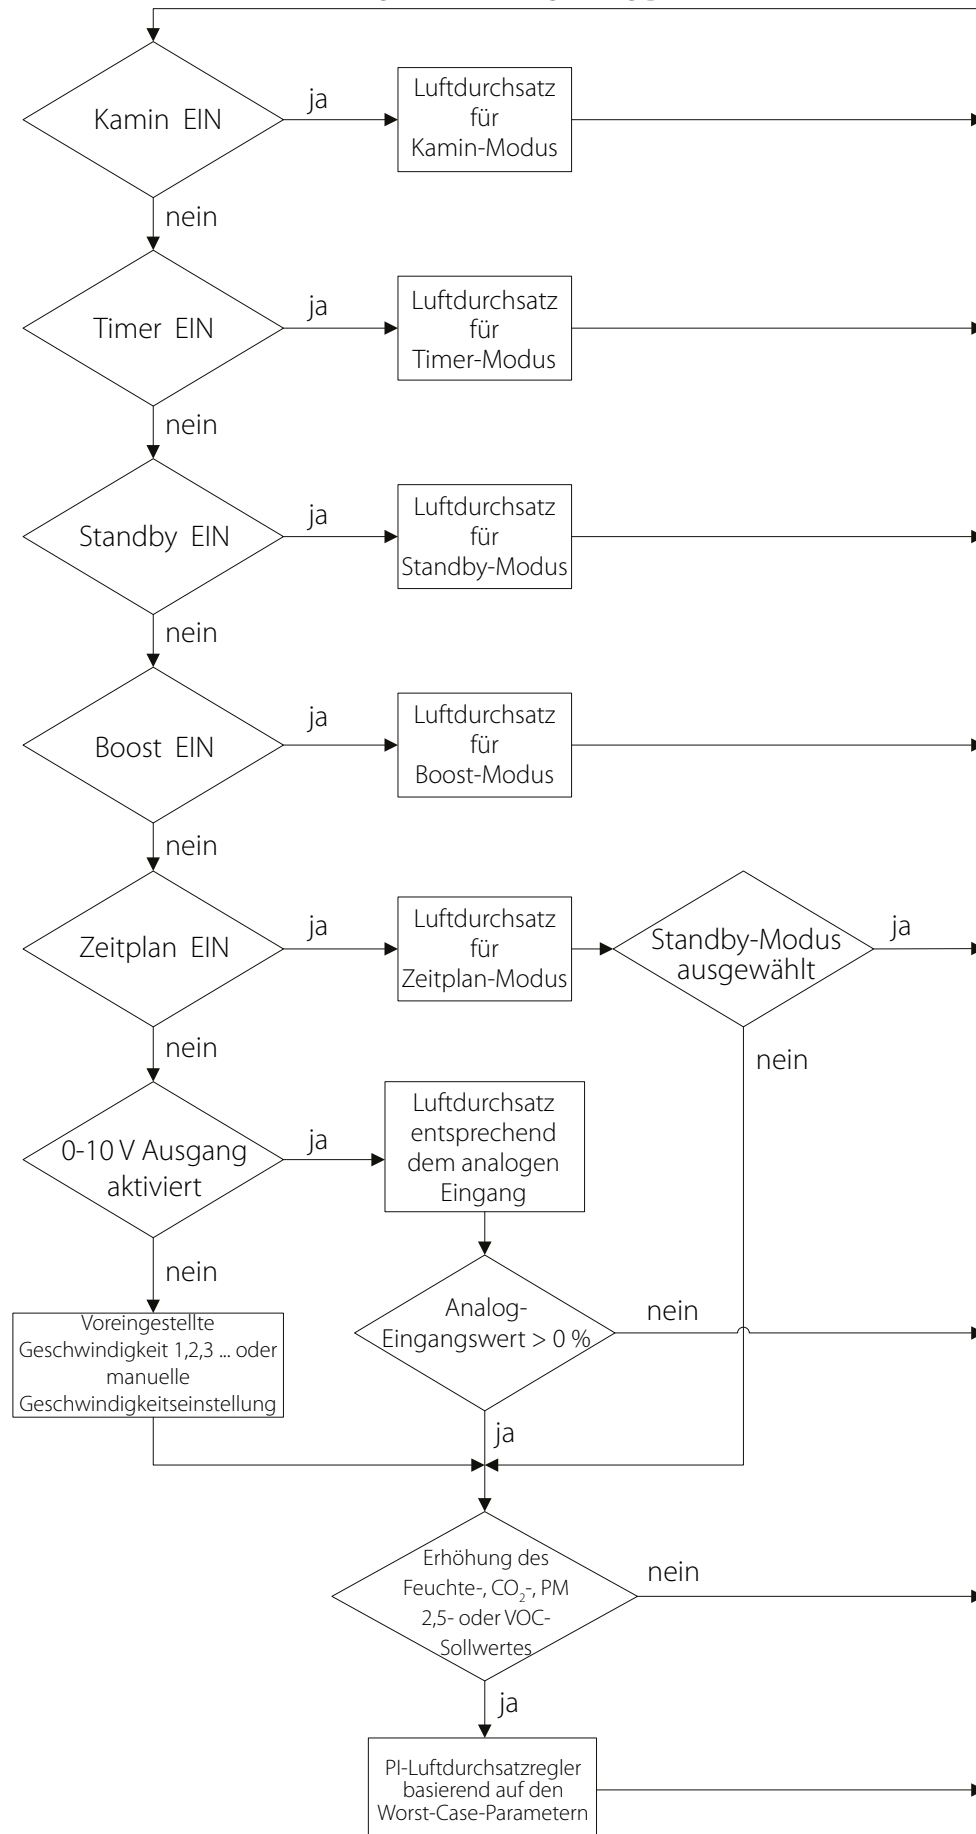 Kamin EIN
ja
Luftdurchsatz
für
Kamin-Modus
nein
Timer EIN
ja
Luftdurchsatz
für
Timer-Modus
nein
Standby EIN
ja
Luftdurchsatz
für
Standby-Modus
nein
Boost EIN
ja
Luftdurchsatz
für
Boost-Modus
nein
Zeitplan EIN
ja
Luftdurchsatz
für
Zeitplan-Modus
Standby-Modus
ausgewählt
ja
nein
nein
0-10 V Ausgang
aktiviert
ja
Luftdurchsatz
entsprechend
dem analogen
Eingang
nein
Voreingestellte
Geschwindigkeit 1,2,3 ... oder
manuelle
Geschwindigkeitseinstellung
Analog-
Eingangswert > 0 %
nein
ja
Erhöhung des
Feuchte-, CO₂-, PM
2,5- oder VOC-
Sollwertes
nein
ja
PI-Luftdurchsatzregler
basierend auf den
Worst-Case-Parametern